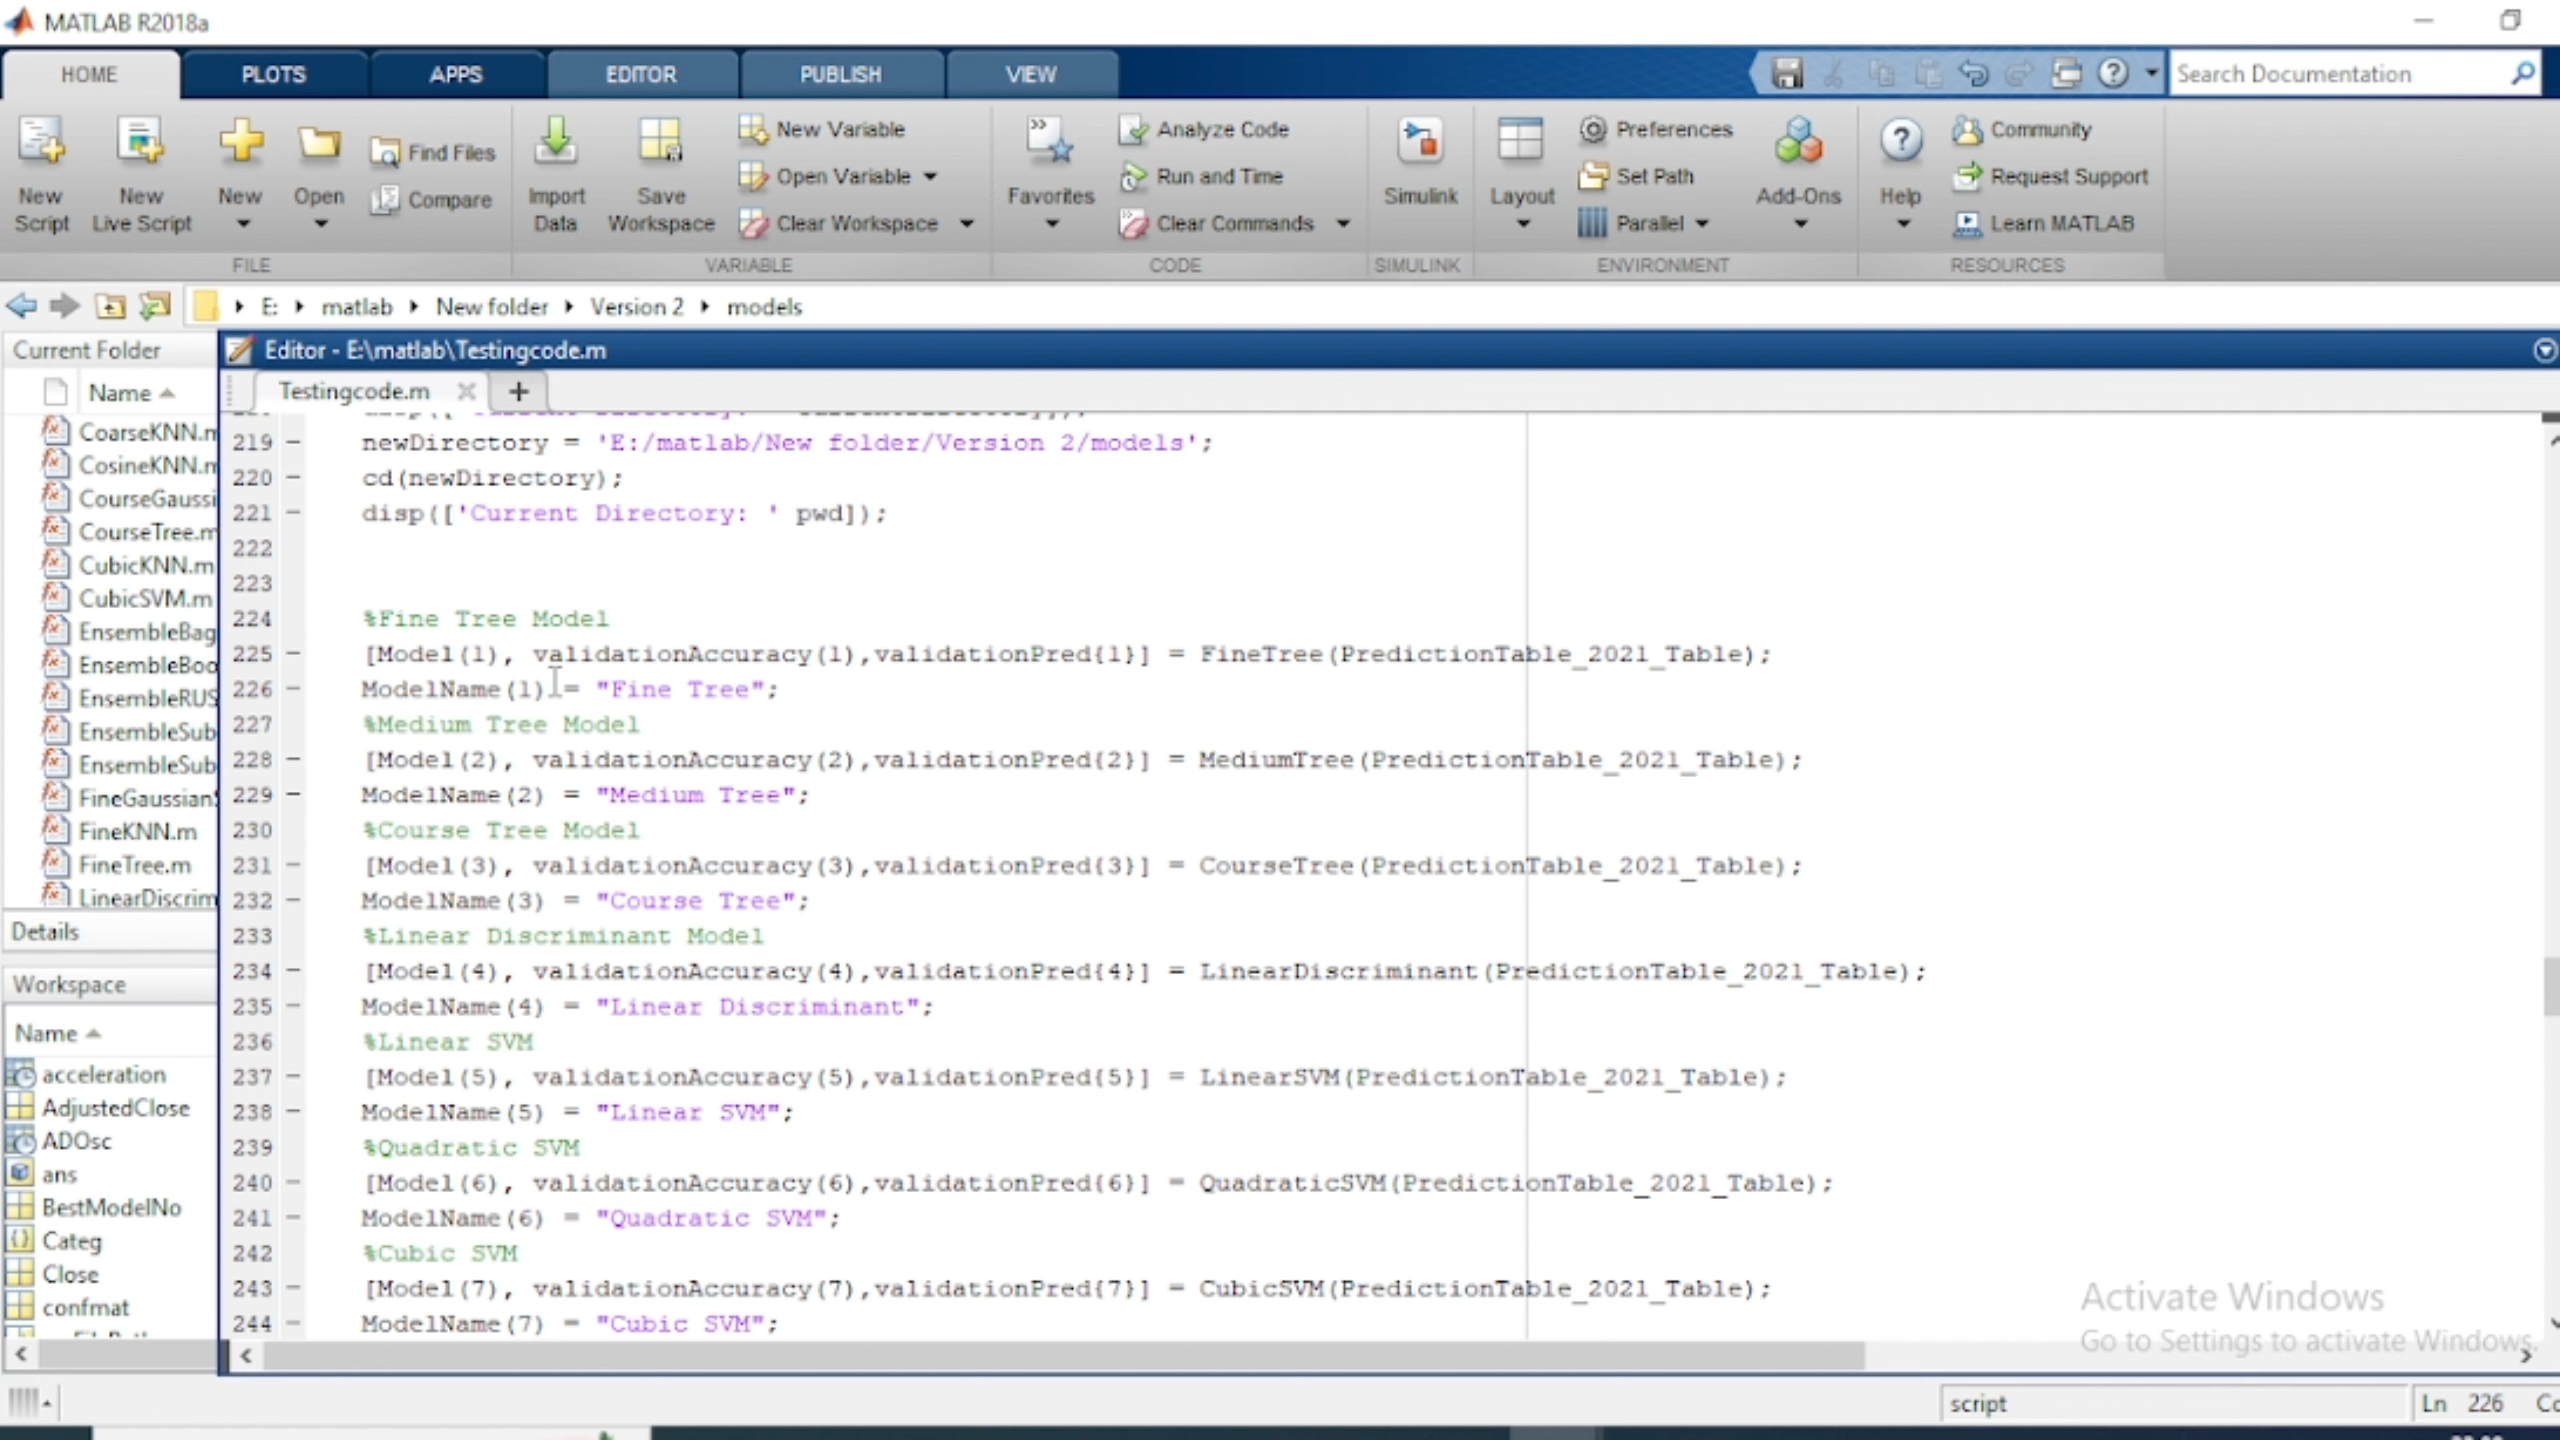 MATLAB R2018a
HOME PLOTS APPS EDITOR PUBLISH VIEW
Search Documentation
New Script
New Live Script
New
Open
Find Files
Compare
FILE
Import Data
Save Workspace
New Variable
Open Variable
Clear Workspace
VARIABLE
Favorites
Analyze Code
Run and Time
Clear Commands
CODE
Simulink
SIMULINK
Layout
Preferences
Set Path
Parallel
Add-Ons
ENVIRONMENT
Help
Community
Request Support
Learn MATLAB
RESOURCES
E: matlab New folder Version 2 models
Current Folder
Name
CoarseKNN.m
CosineKNN.m
CourseGaussi
CourseTree.m
CubicKNN.m
CubicSVM.m
EnsembleBag
EnsembleBoo
EnsembleRUS
EnsembleSub
EnsembleSub
FineGaussianS
FineKNN.m
FineTree.m
LinearDiscrim
Details
Workspace
Name
acceleration
AdjustedClose
ADOsc
ans
BestModelNo
Categ
Close
confmat
Editor - E:\matlab\Testingcode.m
Testingcode.m
219 - newDirectory = 'E:/matlab/New folder/Version 2/models';
220 - cd(newDirectory);
221 - disp(['Current Directory: ' pwd]);
222
223
224 %Fine Tree Model
225 - [Model(1), validationAccuracy(1),validationPred{1}] = FineTree(PredictionTable_2021_Table);
226 - ModelName(1) = "Fine Tree";
227 %Medium Tree Model
228 - [Model(2), validationAccuracy(2),validationPred{2}] = MediumTree(PredictionTable_2021_Table);
229 - ModelName(2) = "Medium Tree";
230 %Course Tree Model
231 - [Model(3), validationAccuracy(3),validationPred{3}] = CourseTree(PredictionTable_2021_Table);
232 - ModelName(3) = "Course Tree";
233 %Linear Discriminant Model
234 - [Model(4), validationAccuracy(4),validationPred{4}] = LinearDiscriminant(PredictionTable_2021_Table);
235 - ModelName(4) = "Linear Discriminant";
236 %Linear SVM
237 - [Model(5), validationAccuracy(5),validationPred{5}] = LinearSVM(PredictionTable_2021_Table);
238 - ModelName(5) = "Linear SVM";
239 %Quadratic SVM
240 - [Model(6), validationAccuracy(6),validationPred{6}] = QuadraticSVM(PredictionTable_2021_Table);
241 - ModelName(6) = "Quadratic SVM";
242 %Cubic SVM
243 - [Model(7), validationAccuracy(7),validationPred{7}] = CubicSVM(PredictionTable_2021_Table);
244 - ModelName(7) = "Cubic SVM";
Activate Windows
Go to Settings to activate Windows.
script
Ln 226 Co